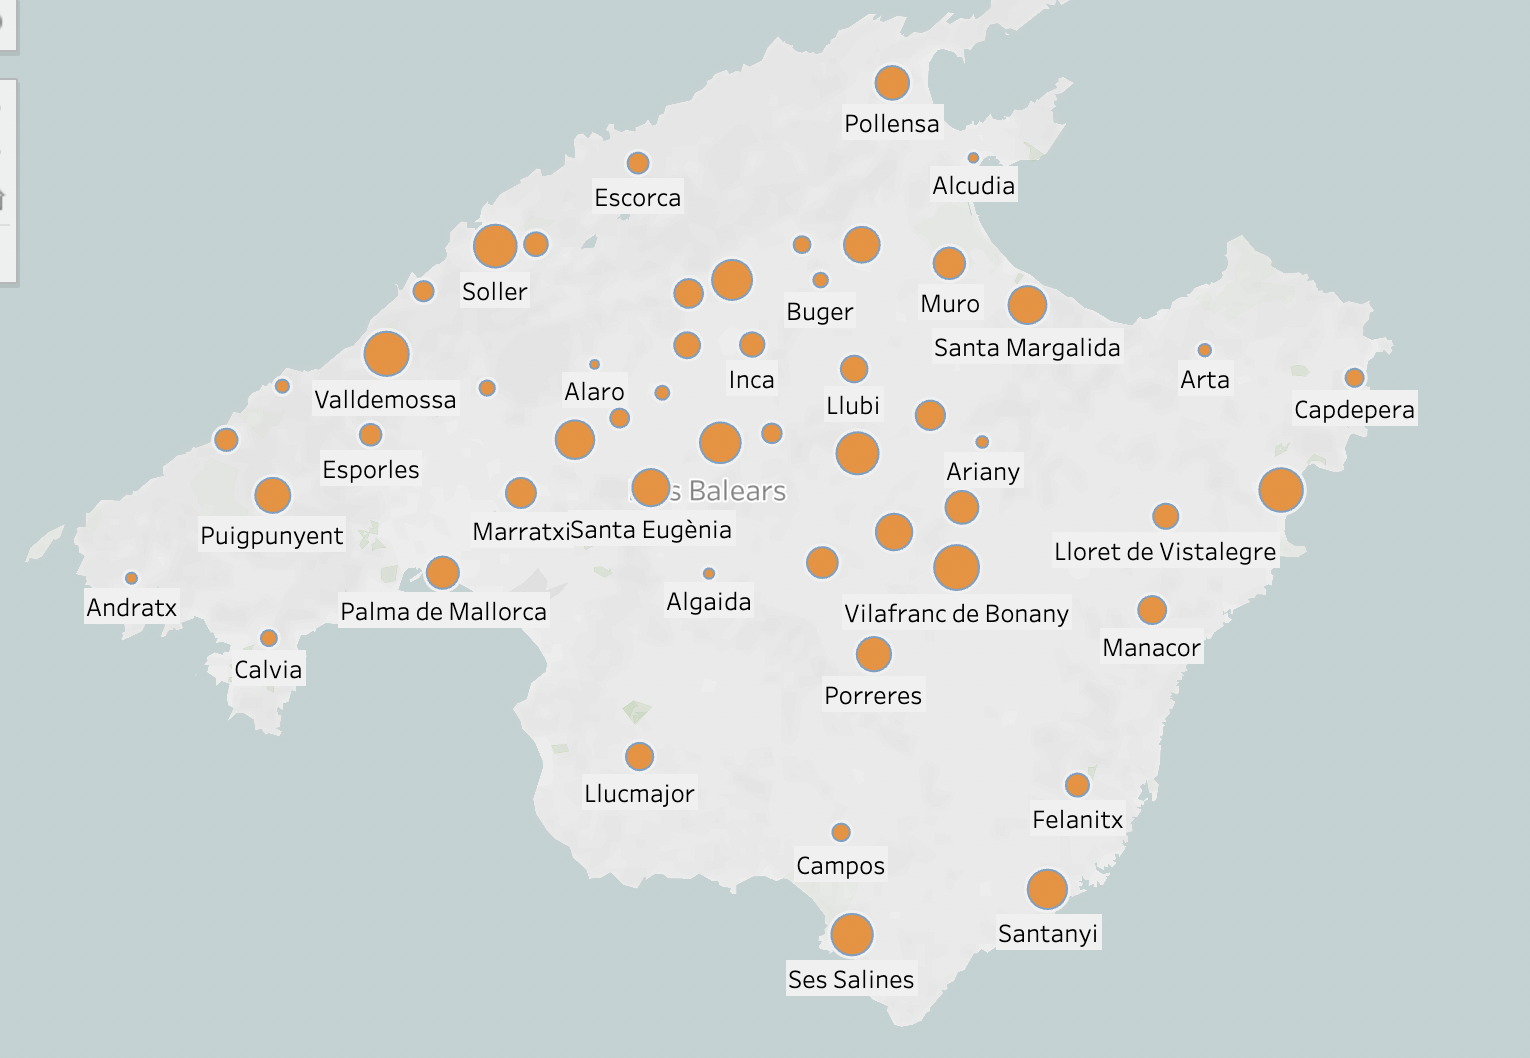 Pollensa
Alcudia
Escorca
Soller
Buger
Muro
Santa Margalida
Inca
Alaro
Valldemossa
Llubi
Arta
Capdepera
Esporles
Ariany
Balears
Puigpunyent
Marratxi
Santa Eugènia
Lloret de Vistalegre
Andratx
Palma de Mallorca
Algaida
Vilafranc de Bonany
Manacor
Calvia
Porreres
Llucmajor
Felanitx
Campos
Santanyi
Ses Salines